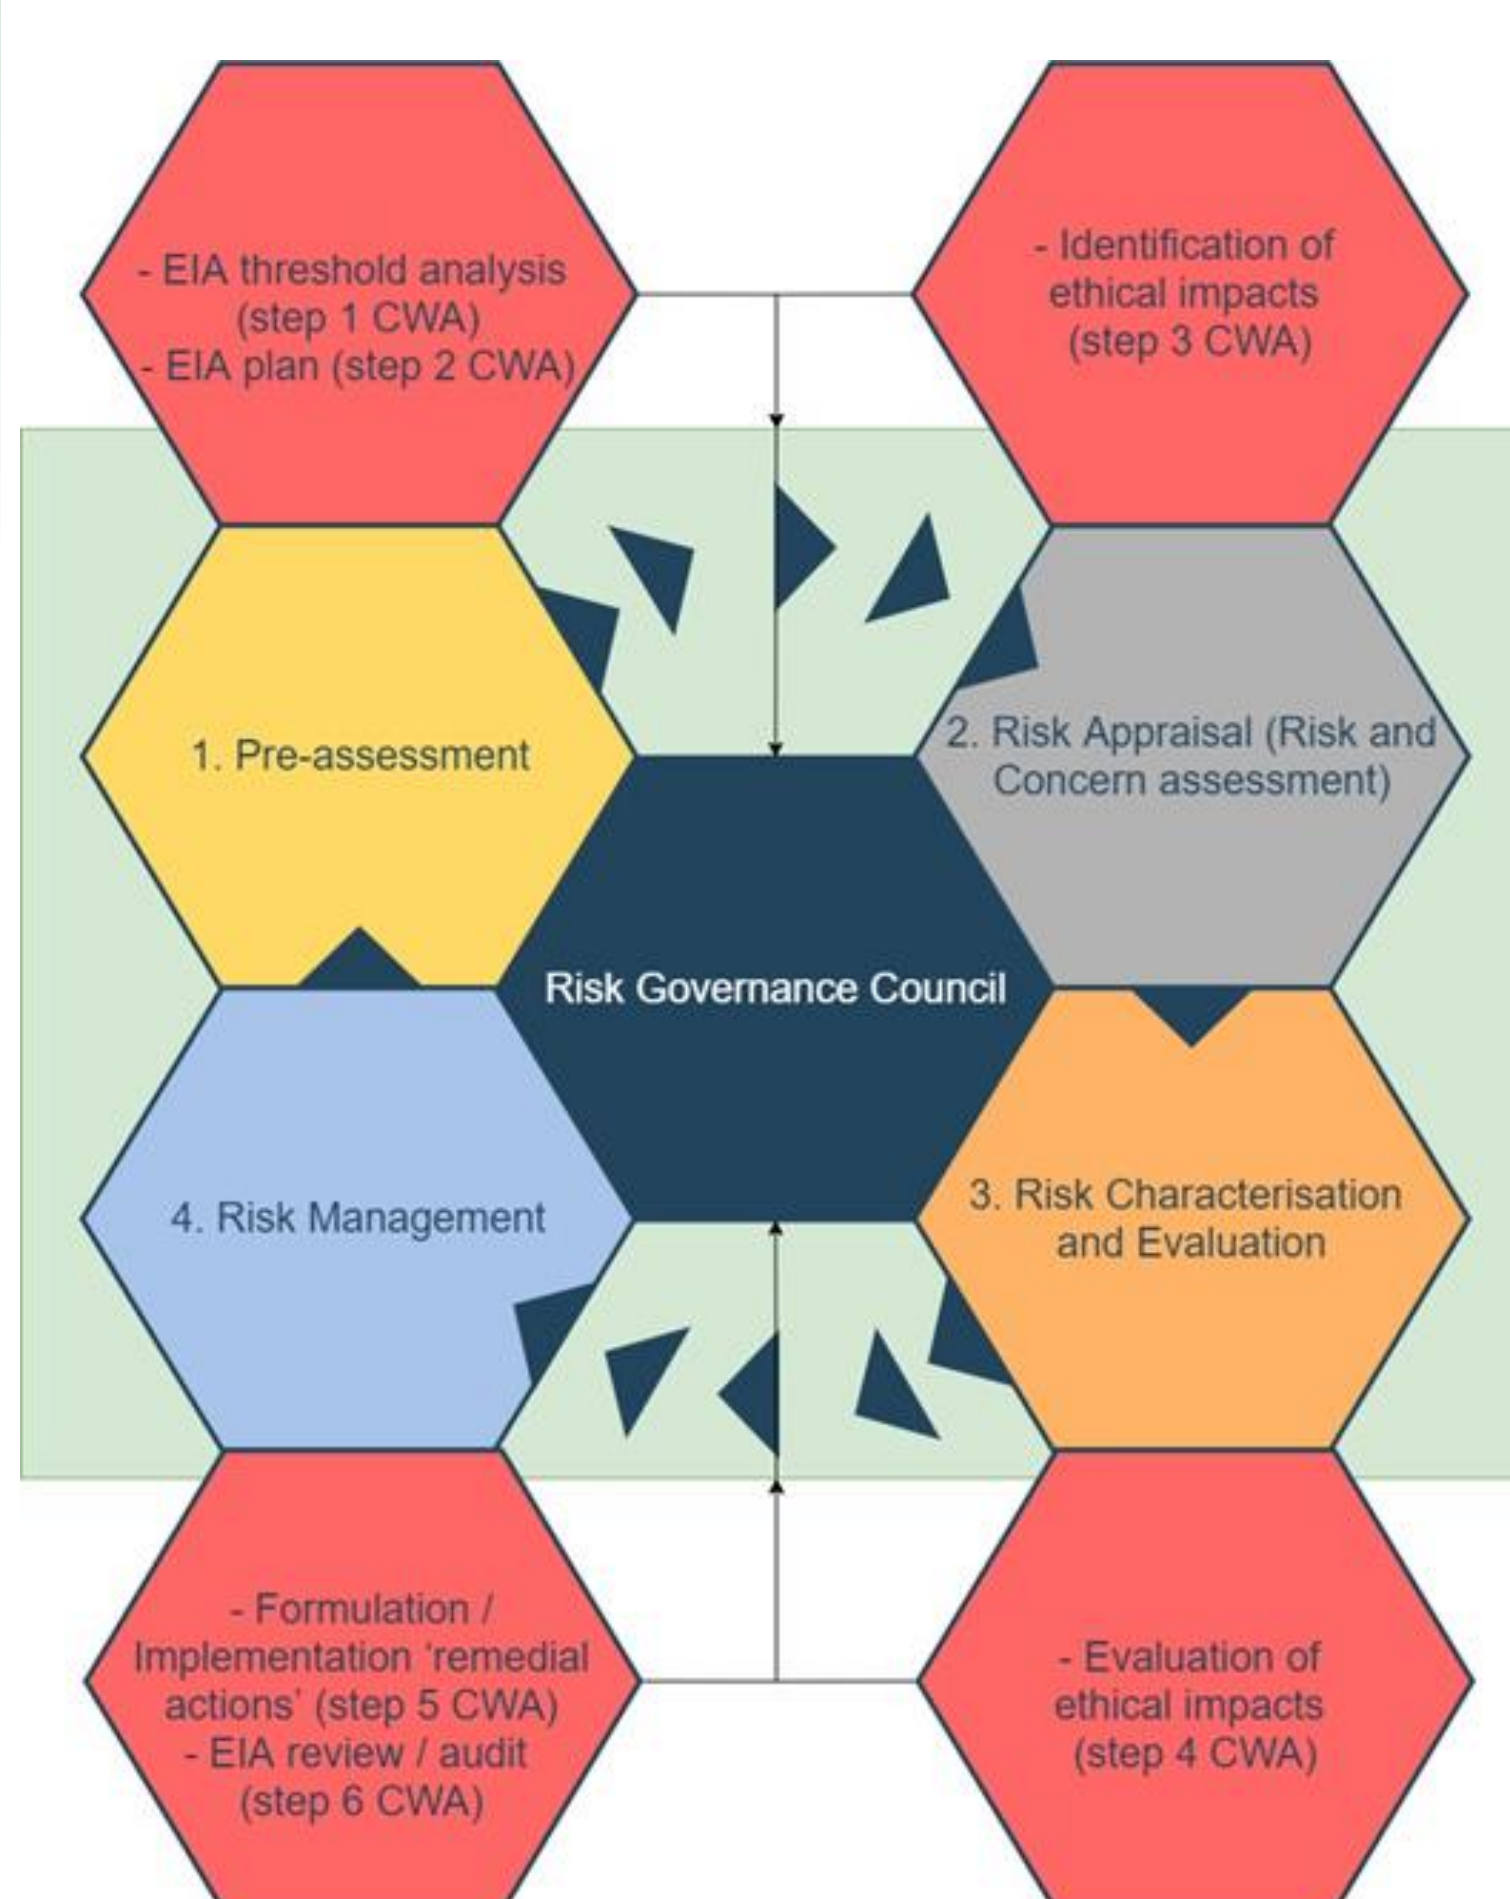 - EIA threshold analysis
(step 1 CWA)
- EIA plan (step 2 CWA)
- Identification of
ethical impacts
(step 3 CWA)
1. Pre-assessment
2. Risk Appraisal (Risk and
Concern assessment)
Risk Governance Council
4. Risk Management
3. Risk Characterisation
and Evaluation
- Formulation /
Implementation ‘remedial
actions’ (step 5 CWA)
- EIA review / audit
(step 6 CWA)
- Evaluation of
ethical impacts
(step 4 CWA)